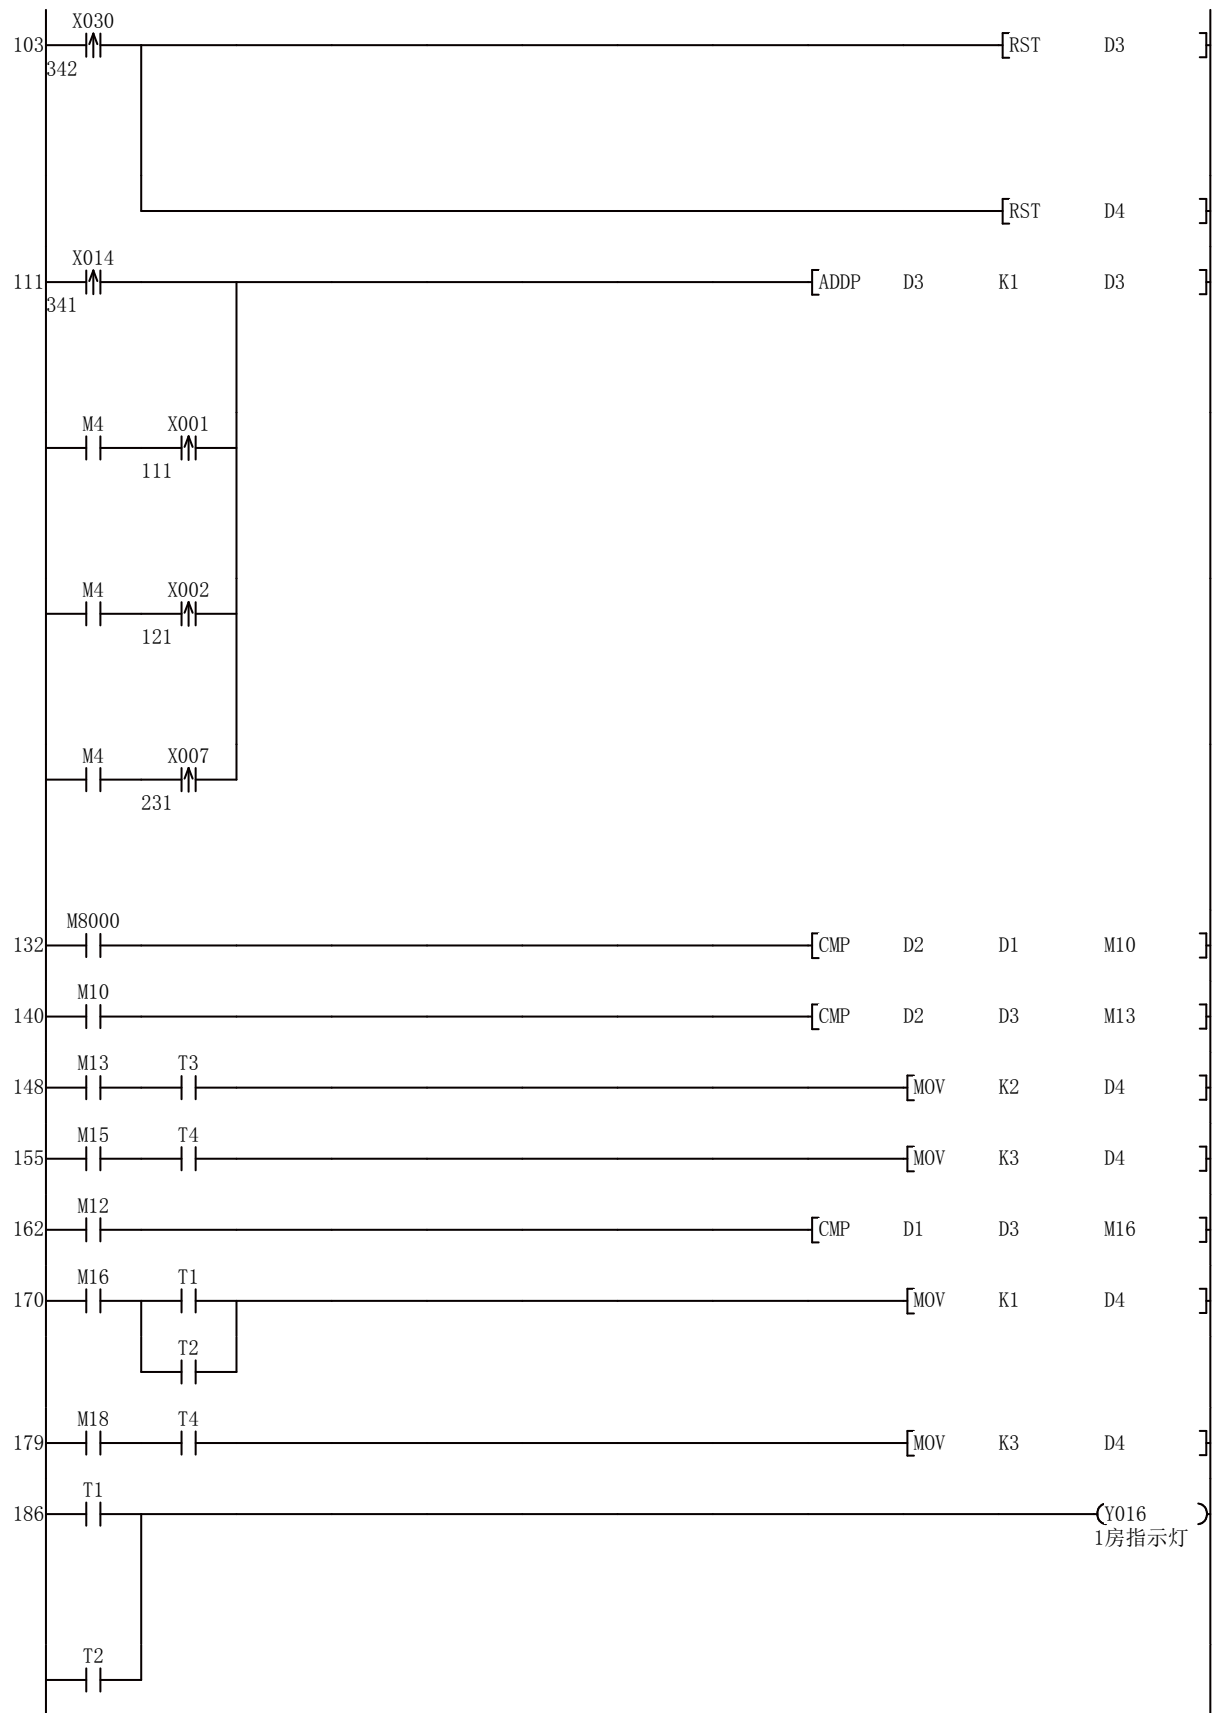 X030
103 RST D3
342
RST D4
X014
111 ADDP D3 K1 D3
341
M4 X001
111
M4 X002
121
M4 X007
231
M8000
132 CMP D2 D1 M10
M10
140 CMP D2 D3 M13
M13 T3
148 MOV K2 D4
M15 T4
155 MOV K3 D4
M12
162 CMP D1 D3 M16
M16 T1
170 MOV K1 D4
T2
M18 T4
179 MOV K3 D4
T1
186 Y016
1房指示灯
T2